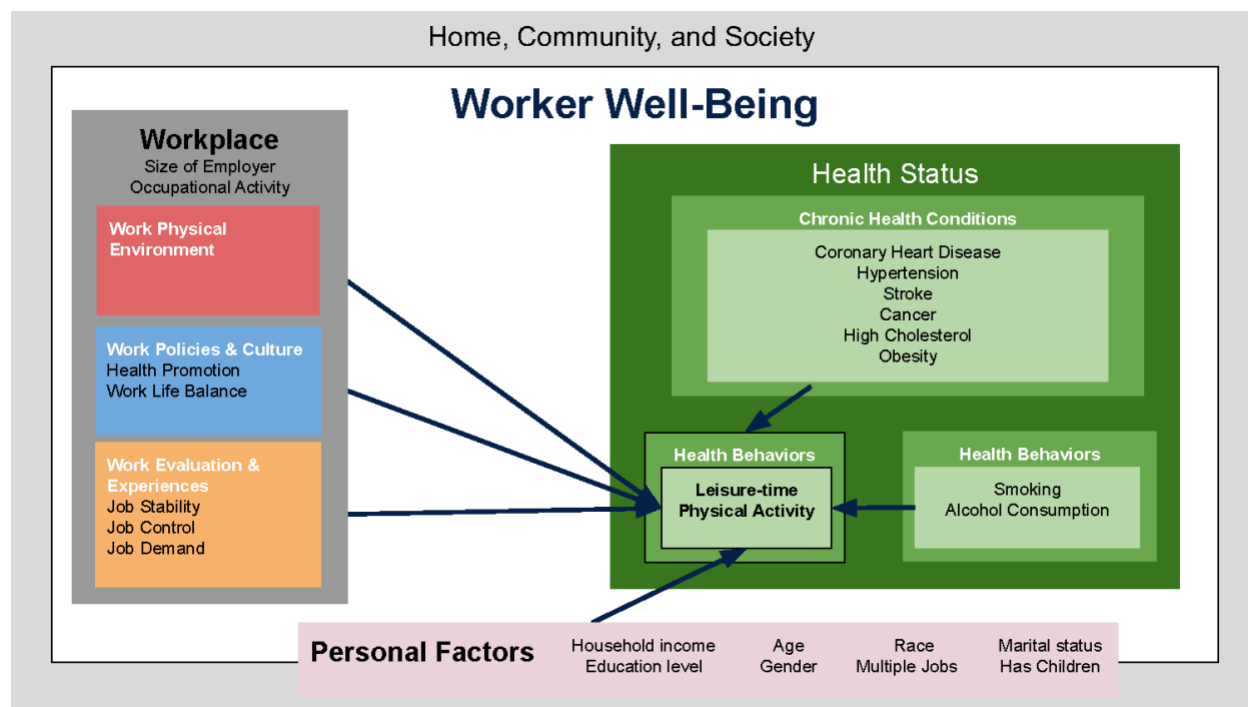 Home, Community, and Society
Worker Well-Being
Workplace
Size of Employer
Occupational Activity
Work Physical
Environment
Work Policies & Culture
Health Promotion
Work Life Balance
Work Evaluation &
Experiences
Job Stability
Job Control
Job Demand
Health Status
Chronic Health Conditions
Coronary Heart Disease
Hypertension
Stroke
Cancer
High Cholesterol
Obesity
Health Behaviors
Leisure-time
Physical Activity
Health Behaviors
Smoking
Alcohol Consumption
Personal Factors
Household income
Education level
Age
Gender
Race
Multiple Jobs
Marital status
Has Children